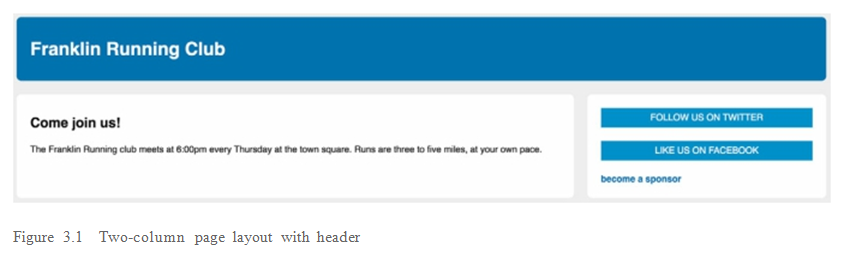 Franklin Running Club
Come join us!
The Franklin Running club meets at 6:00pm every Thursday at the town square. Runs are three to five miles, at your own pace.
FOLLOW US ON TWITTER
LIKE US ON FACEBOOK
become a sponsor
Figure 3.1 Two-column page layout with header